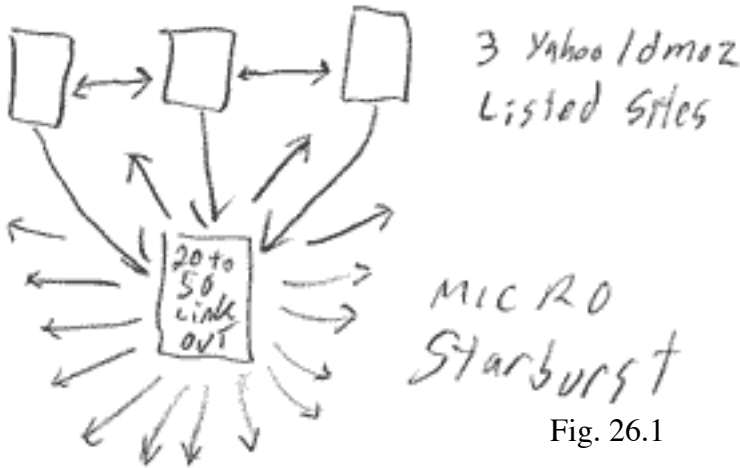 3 Yahoo/dmoz
Listed Sites
20 to
50
Link
OUT
MICRO
Starburst
Fig. 26.1